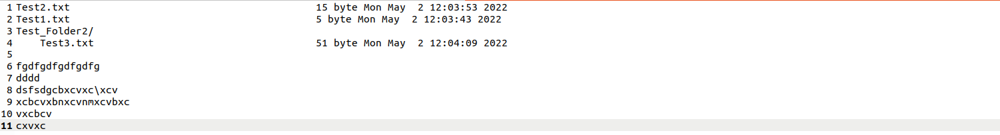 1 Test2.txt                                         15 byte Mon May  2 12:03:53 2022
2 Test1.txt                                         5 byte Mon May  2 12:03:43 2022
3 Test_Folder2/
4     Test3.txt                                     51 byte Mon May  2 12:04:09 2022
5
6 fgdfgdfgdfgdfg
7 dddd
8 dsfsdgcbxcvxc\xcv
9 xcbcvxbnxcvnmxcvbxc
10 vxcbcv
11 cxvxc